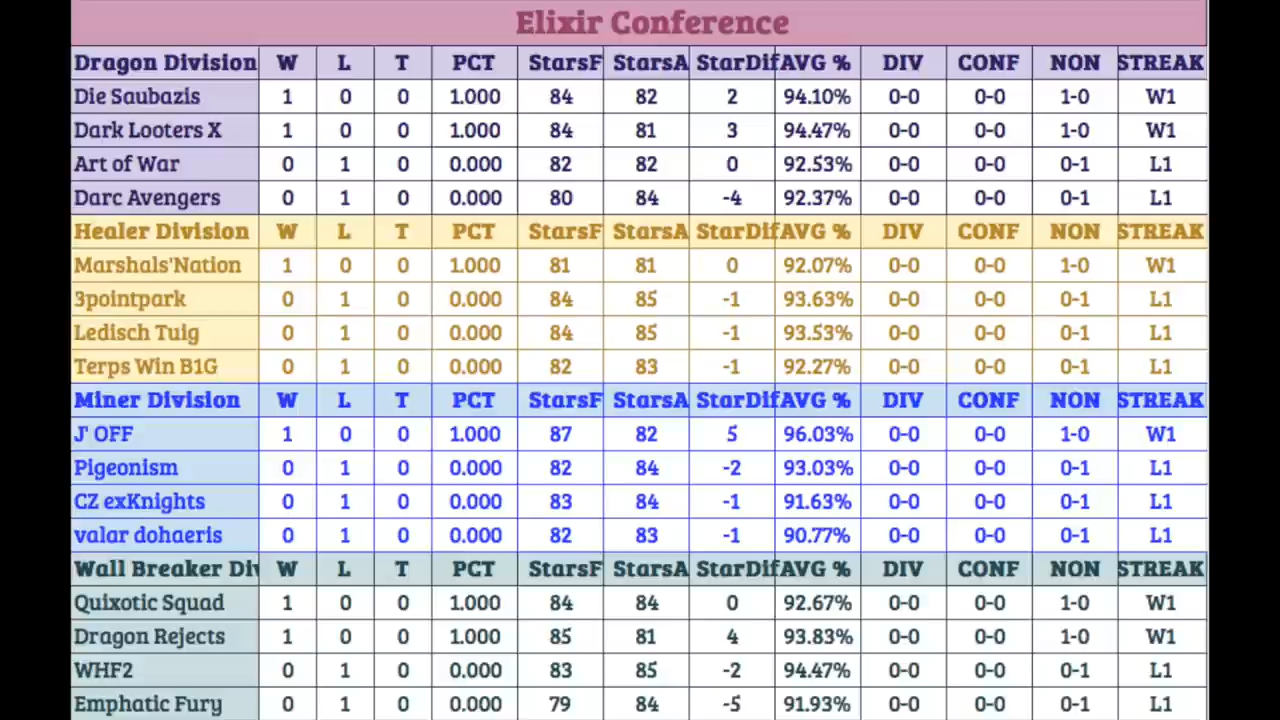 Elixir Conference
Dragon Division W L T PCT StarsF StarsA StarDif AVG % DIV CONF NON STREAK
Die Saubazis 1 0 0 1.000 84 82 2 94.10% 0-0 0-0 1-0 W1
Dark Looters X 1 0 0 1.000 84 81 3 94.47% 0-0 0-0 1-0 W1
Art of War 0 1 0 0.000 82 82 0 92.53% 0-0 0-0 0-1 L1
Darc Avengers 0 1 0 0.000 80 84 -4 92.37% 0-0 0-0 0-1 L1
Healer Division W L T PCT StarsF StarsA StarDif AVG % DIV CONF NON STREAK
Marshals'Nation 1 0 0 1.000 81 81 0 92.07% 0-0 0-0 1-0 W1
3pointpark 0 1 0 0.000 84 85 -1 93.63% 0-0 0-0 0-1 L1
Ledisch Tuig 0 1 0 0.000 84 85 -1 93.53% 0-0 0-0 0-1 L1
Terps Win B1G 0 1 0 0.000 82 83 -1 92.27% 0-0 0-0 0-1 L1
Miner Division W L T PCT StarsF StarsA StarDif AVG % DIV CONF NON STREAK
J' OFF 1 0 0 1.000 87 82 5 96.03% 0-0 0-0 1-0 W1
Pigeonism 0 1 0 0.000 82 84 -2 93.03% 0-0 0-0 0-1 L1
CZ exKnights 0 1 0 0.000 83 84 -1 91.63% 0-0 0-0 0-1 L1
valar dohaeris 0 1 0 0.000 82 83 -1 90.77% 0-0 0-0 0-1 L1
Wall Breaker Div W L T PCT StarsF StarsA StarDif AVG % DIV CONF NON STREAK
Quixotic Squad 1 0 0 1.000 84 84 0 92.67% 0-0 0-0 1-0 W1
Dragon Rejects 1 0 0 1.000 85 81 4 93.83% 0-0 0-0 1-0 W1
WHF2 0 1 0 0.000 83 85 -2 94.47% 0-0 0-0 0-1 L1
Emphatic Fury 0 1 0 0.000 79 84 -5 91.93% 0-0 0-0 0-1 L1